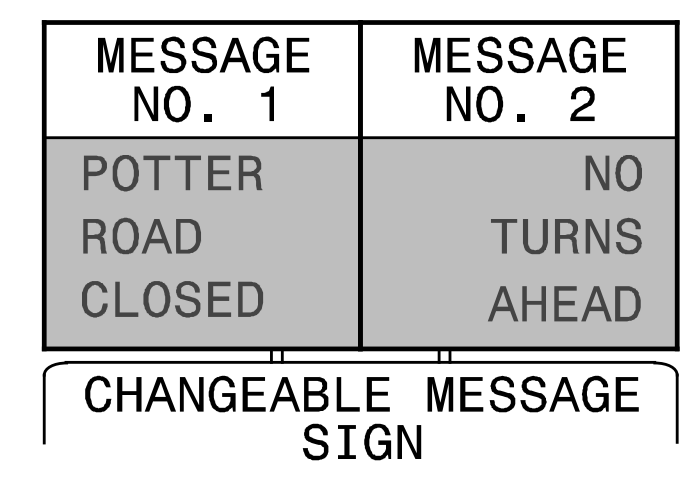 MESSAGE
NO. 1
MESSAGE
NO. 2
POTTER
ROAD
CLOSED
NO
TURNS
AHEAD
CHANGEABLE MESSAGE
SIGN